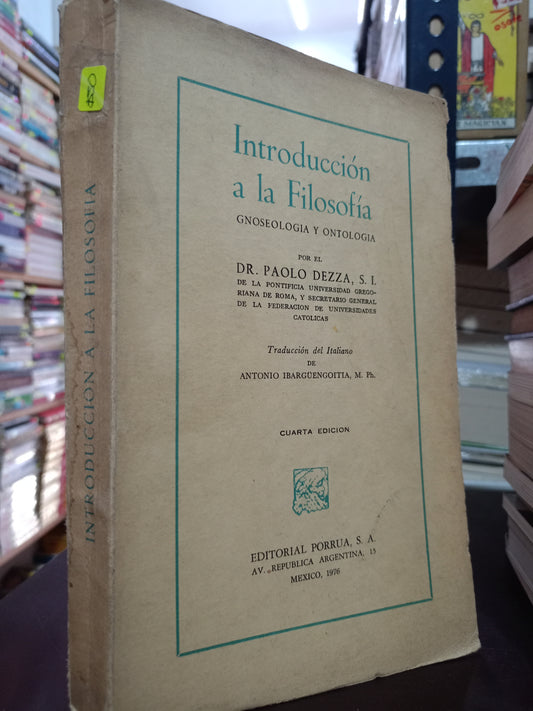 $50
INTRODUCCION A LA FILOSOFIA
Introducción
a la Filosofía
GNOSEOLOGIA Y ONTOLOGIA
POR EL
DR. PAOLO DEZZA, S. I.
DE LA PONTIFICIA UNIVERSIDAD GREGO-
RIANA DE ROMA, Y SECRETARIO GENERAL
DE LA FEDERACION DE UNIVERSIDADES
CATOLICAS
Traducción del Italiano
DE
ANTONIO IBARGÜENGOITIA, M. Ph.
CUARTA EDICION
EDITORIAL PORRUA, S. A.
AV. REPUBLICA ARGENTINA, 15
MEXICO, 1976